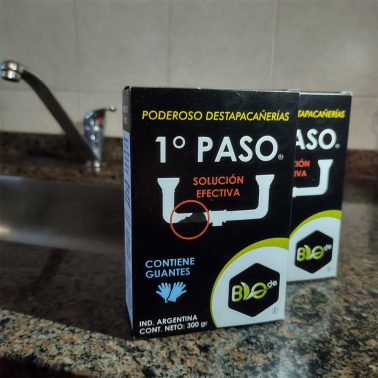 PODEROSO DESTAPACAÑERÍAS
1° PASO®
SOLUCIÓN
EFECTIVA
CONTIENE
GUANTES
BIO de
IND. ARGENTINA
CONT. NETO: 300 gr
DESTAPACAÑERÍAS
PASO
SOLUCIÓN
EFECTIVA
BIO de